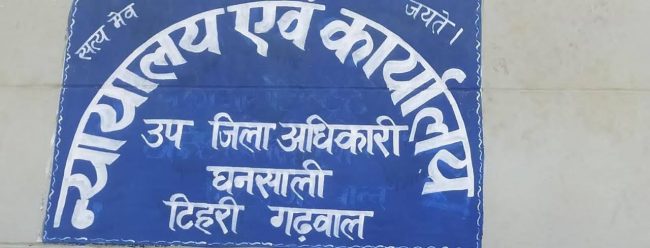 सत्य मेव जयते।
न्यायालय एवं कार्यालय
उप जिला अधिकारी
घनसाली
टिहरी गढ़वाल